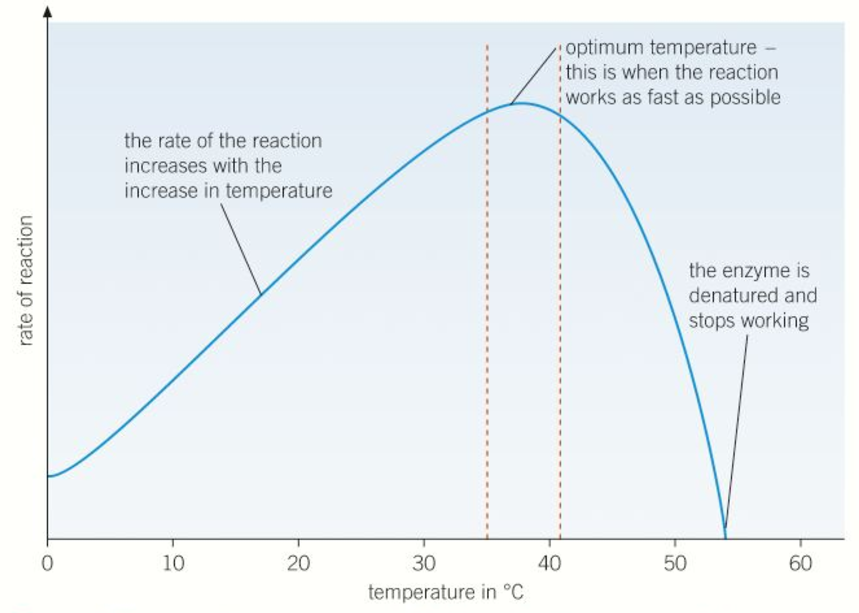 optimum temperature –
this is when the reaction
works as fast as possible
the rate of the reaction
increases with the
increase in temperature
the enzyme is
denatured and
stops working
rate of reaction
0 10 20 30 40 50 60
temperature in °C